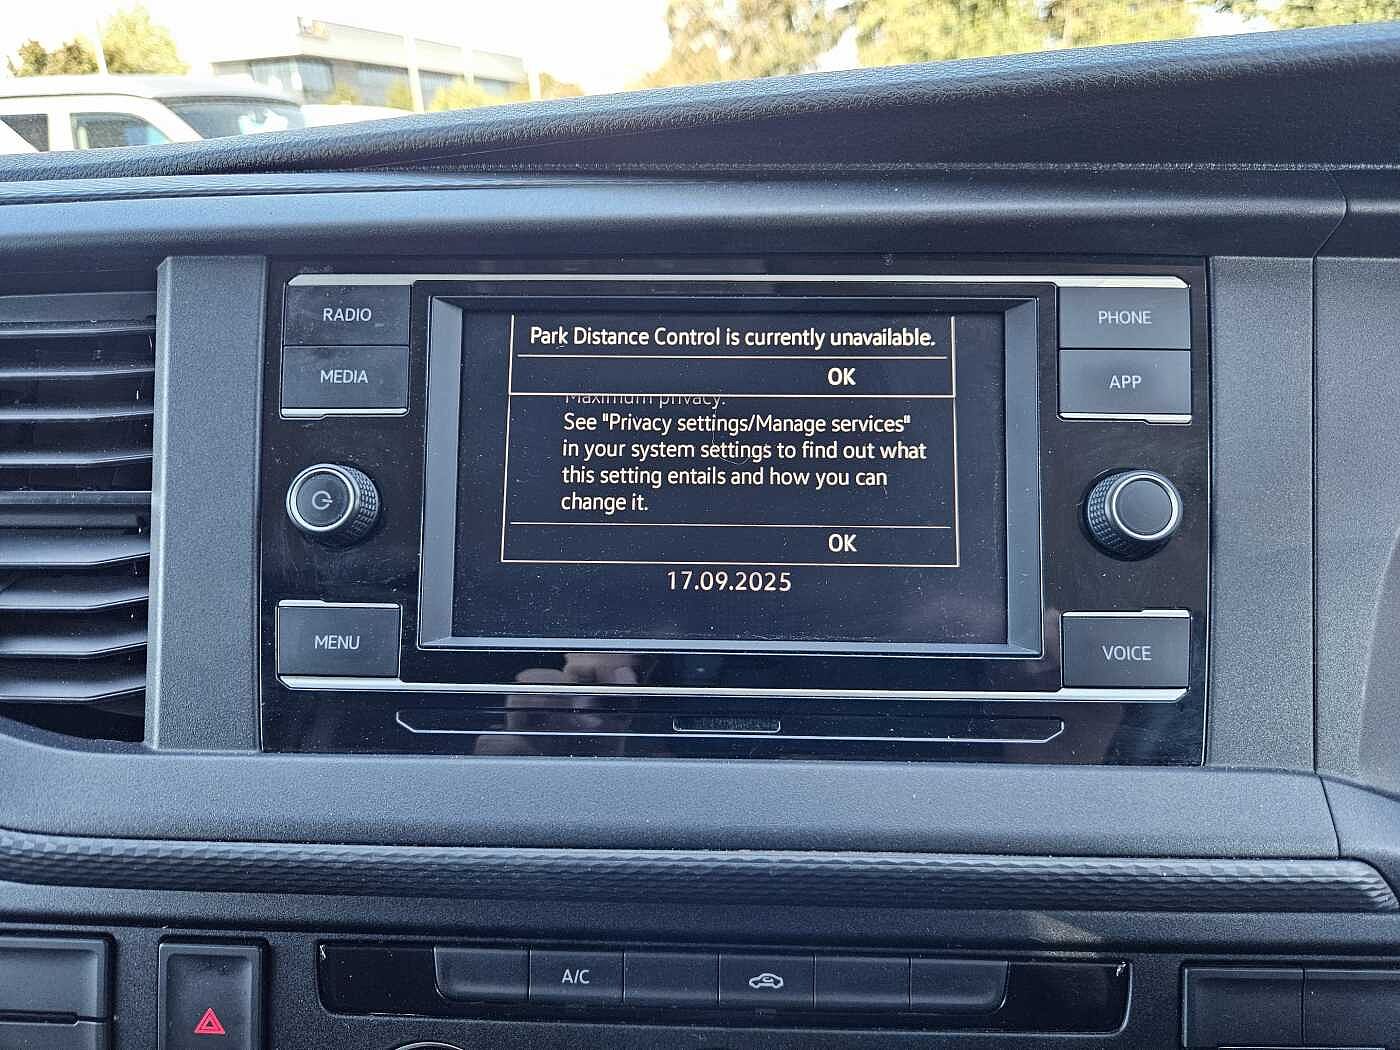 RADIO
MEDIA
MENU
Park Distance Control is currently unavailable.
OK
Maximum privacy.
See "Privacy settings/Manage services"
in your system settings to find out what
this setting entails and how you can
change it.
OK
17.09.2025
PHONE
APP
VOICE
A/C